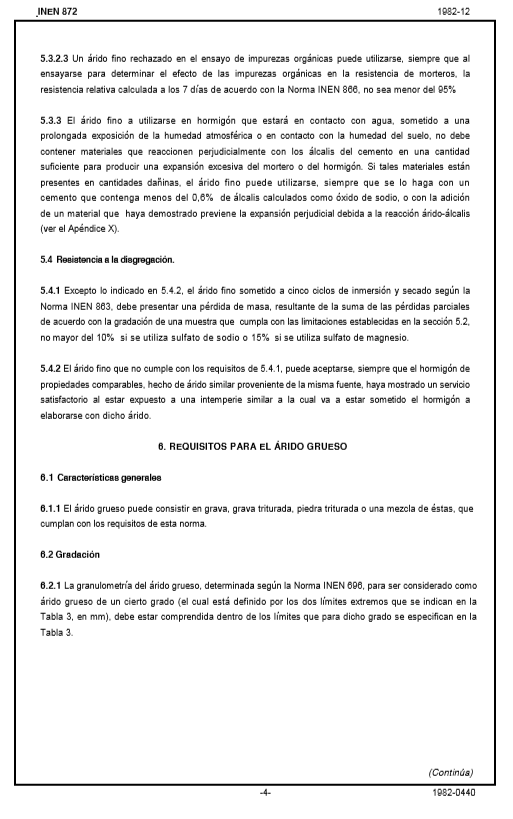 INEN 872 1982-12
5.3.2.3 Un árido fino rechazado en el ensayo de impurezas orgánicas puede utilizarse, siempre que al
ensayarse para determinar el efecto de las impurezas orgánicas en la resistencia de morteros, la
resistencia relativa calculada a los 7 días de acuerdo con la Norma INEN 866, no sea menor del 95%
5.3.3 El árido fino a utilizarse en hormigón que estará en contacto con agua, sometido a una
prolongada exposición de la humedad atmosférica o en contacto con la humedad del suelo, no debe
contener materiales que reaccionen perjudicialmente con los álcalis del cemento en una cantidad
suficiente para producir una expansión excesiva del mortero o del hormigón. Si tales materiales están
presentes en cantidades dañinas, el árido fino puede utilizarse, siempre que se lo haga con un
cemento que contenga menos del 0,6% de álcalis calculados como óxido de sodio, o con la adición
de un material que haya demostrado previene la expansión perjudicial debida a la reacción árido-álcalis
(ver el Apéndice X).
5.4 Resistencia a la disgregación.
5.4.1 Excepto lo indicado en 5.4.2, el árido fino sometido a cinco ciclos de inmersión y secado según la
Norma INEN 863, debe presentar una pérdida de masa, resultante de la suma de las pérdidas parciales
de acuerdo con la gradación de una muestra que cumpla con las limitaciones establecidas en la sección 5.2,
no mayor del 10% si se utiliza sulfato de sodio o 15% si se utiliza sulfato de magnesio.
5.4.2 El árido fino que no cumple con los requisitos de 5.4.1, puede aceptarse, siempre que el hormigón de
propiedades comparables, hecho de árido similar proveniente de la misma fuente, haya mostrado un servicio
satisfactorio al estar expuesto a una intemperie similar a la cual va a estar sometido el hormigón a
elaborarse con dicho árido.
6. REQUISITOS PARA EL ÁRIDO GRUESO
6.1 Características generales
6.1.1 El árido grueso puede consistir en grava, grava triturada, piedra triturada o una mezcla de éstas, que
cumplan con los requisitos de esta norma.
6.2 Gradación
6.2.1 La granulometría del árido grueso, determinada según la Norma INEN 696, para ser considerado como
árido grueso de un cierto grado (el cual está definido por los dos límites extremos que se indican en la
Tabla 3, en mm), debe estar comprendida dentro de los límites que para dicho grado se especifican en la
Tabla 3.
(Continúa)
-4- 1982-0440